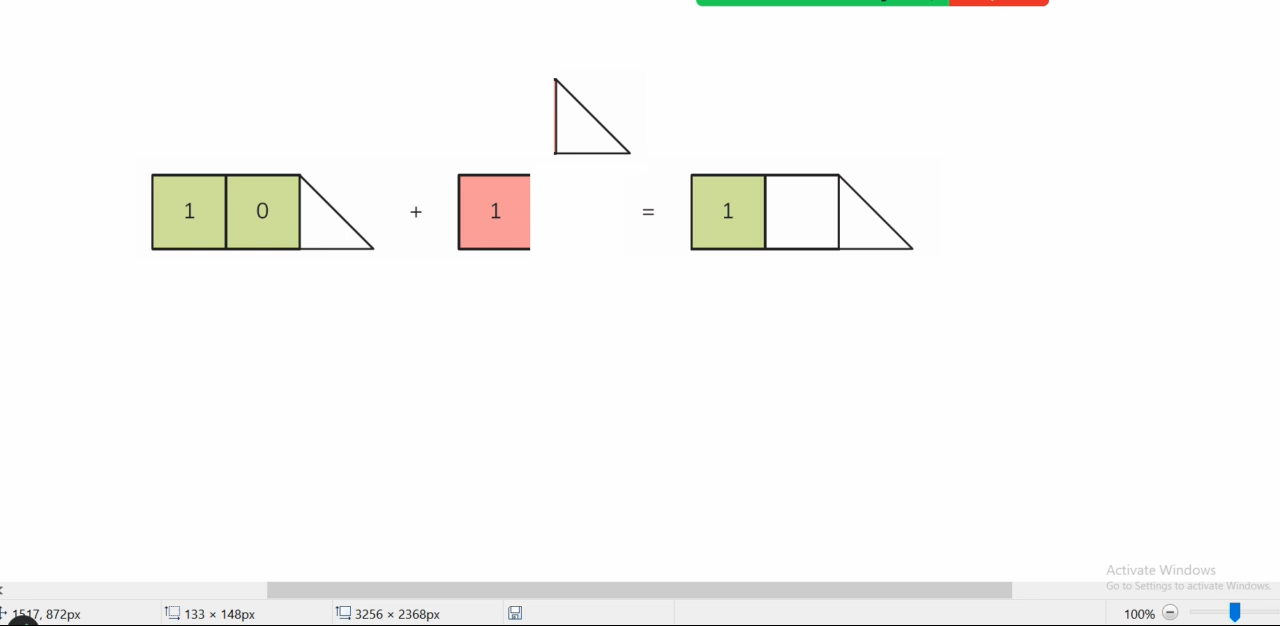 1 0 + 1 = 1
Activate Windows
Go to Settings to activate Windows.
1517, 872px 133 × 148px 3256 × 2368px 100%